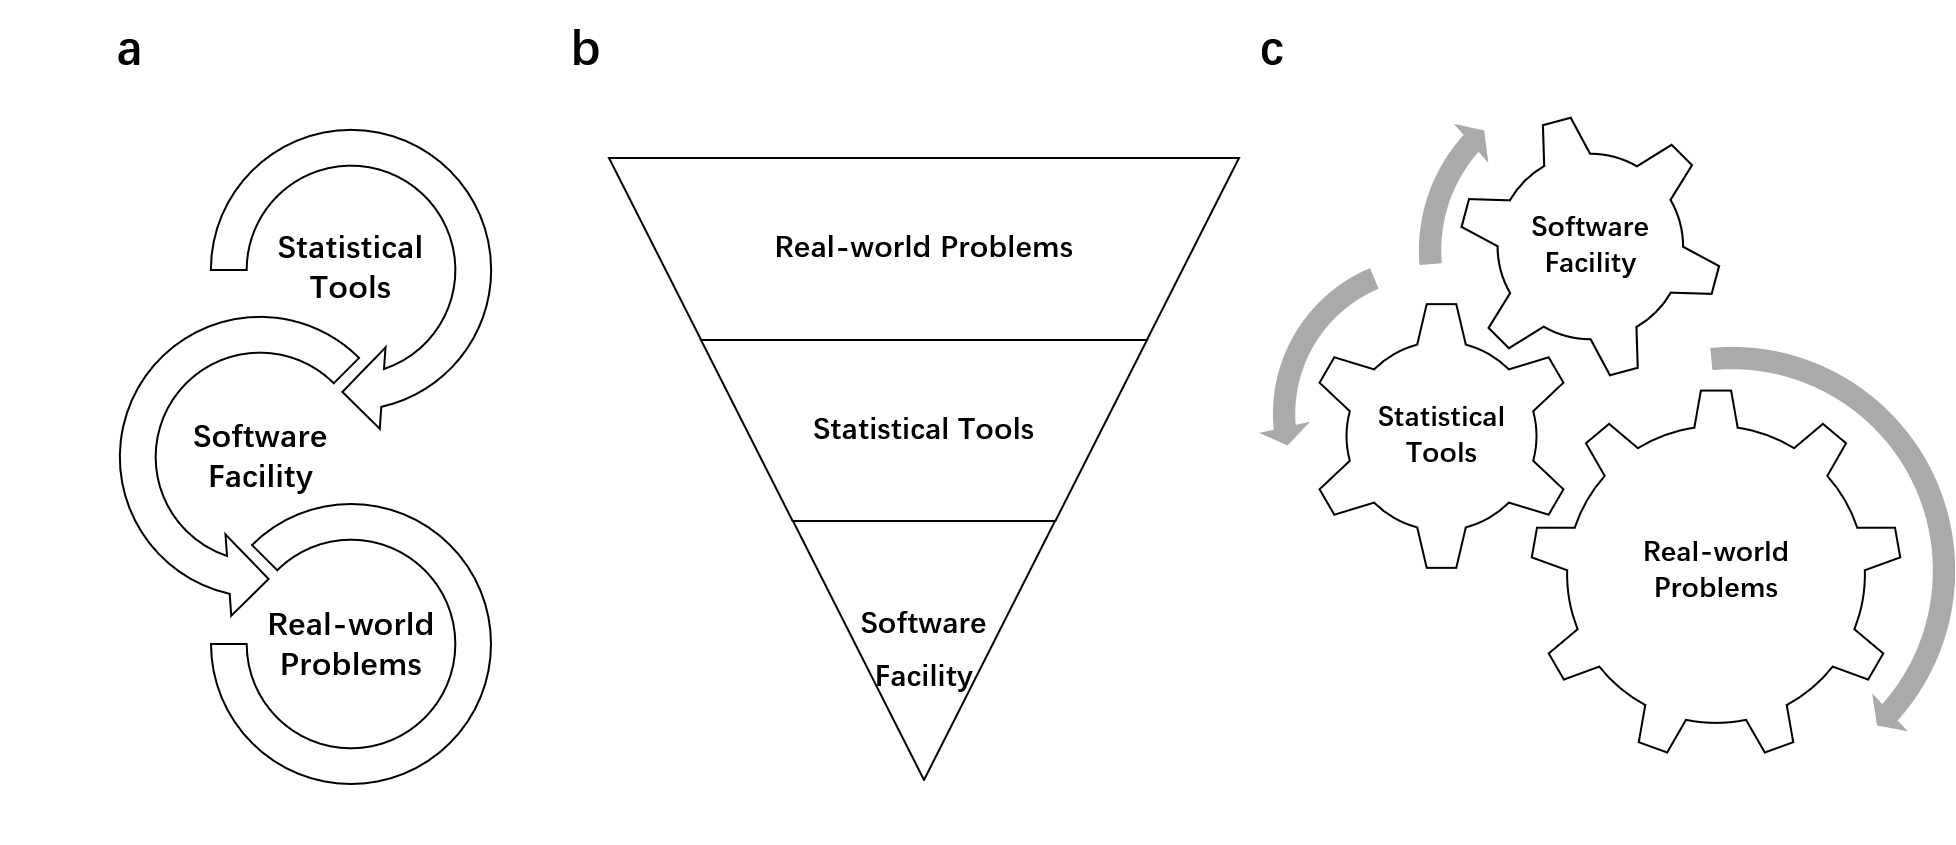 a
Statistical
Tools
Software
Facility
Real-world
Problems
b
Real-world Problems
Statistical Tools
Software
Facility
c
Software
Facility
Statistical
Tools
Real-world
Problems